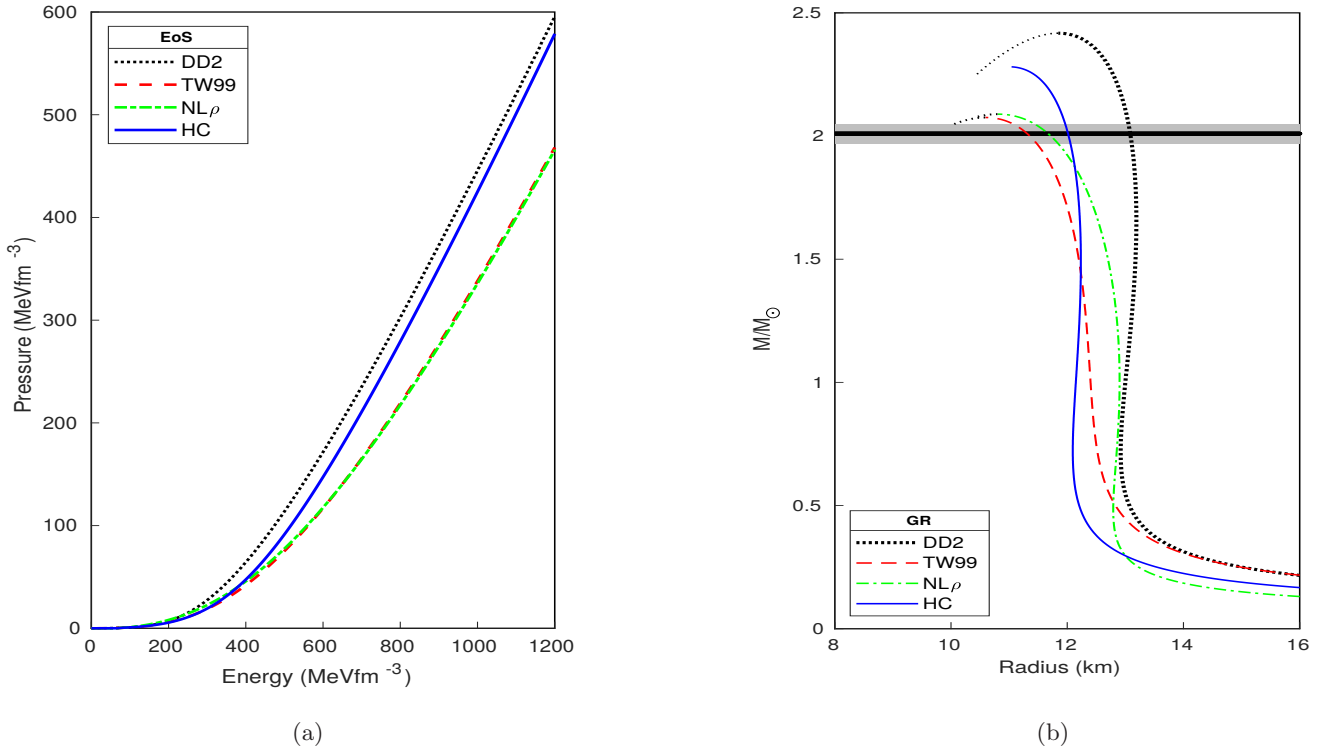 600
500
400
300
200
100
0
Pressure (MeVfm -3)
EoS
DD2
TW99
NLρ
HC
0 200 400 600 800 1000 1200
Energy (MeVfm -3)
(a)
2.5
2
1.5
1
0.5
0
M/M⊙
GR
DD2
TW99
NLρ
HC
8 10 12 14 16
Radius (km)
(b)